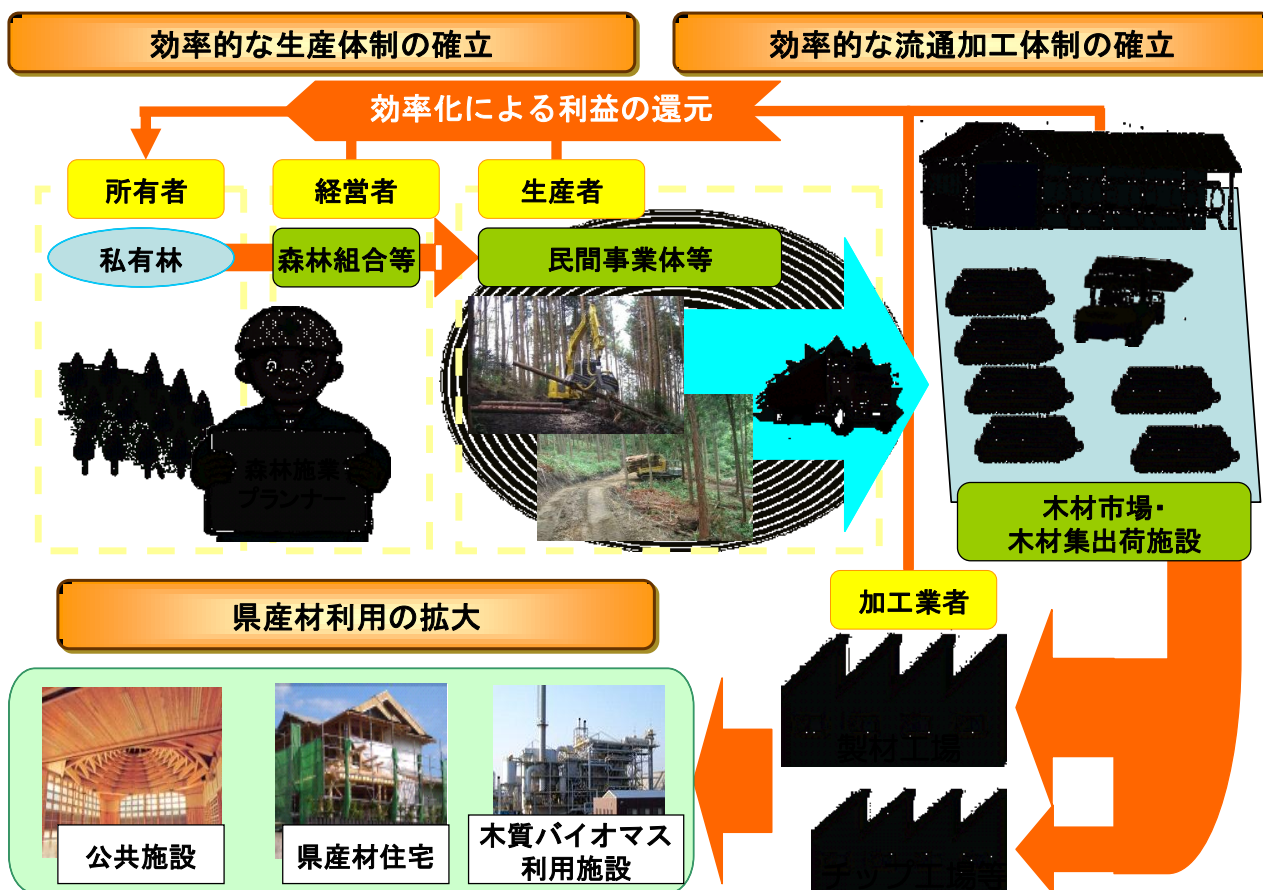 効率的な生産体制の確立
効率的な流通加工体制の確立
効率化による利益の還元
所有者
経営者
生産者
私有林
森林組合等
民間事業体等
森林施業
プランナー
木材市場・
木材集出荷施設
加工業者
県産材利用の拡大
製材工場
チップ工場等
公共施設
県産材住宅
木質バイオマス
利用施設